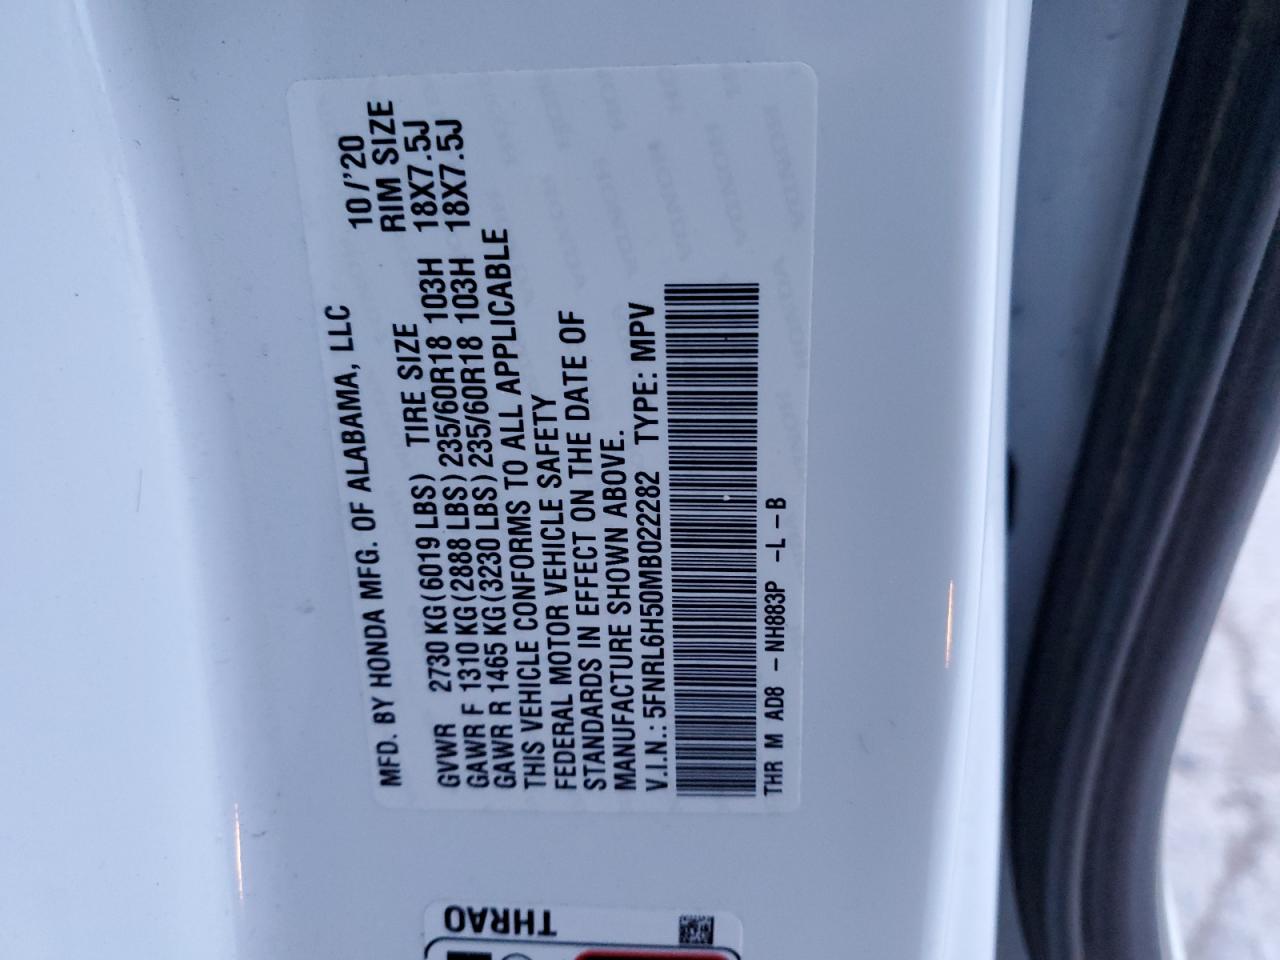 MFD. BY HONDA MFG. OF ALABAMA, LLC 10/'20
GVWR 2730 KG(6019 LBS) TIRE SIZE RIM SIZE
GAWR F 1310 KG(2888 LBS) 235/60R18 103H 18X7.5J
GAWR R 1465 KG(3230 LBS) 235/60R18 103H 18X7.5J
THIS VEHICLE CONFORMS TO ALL APPLICABLE
FEDERAL MOTOR VEHICLE SAFETY
STANDARDS IN EFFECT ON THE DATE OF
MANUFACTURE SHOWN ABOVE.
V.I.N.: 5FNRL6H50MB022282 TYPE: MPV
THR M AD8 -NH883P -L-B
THRAO